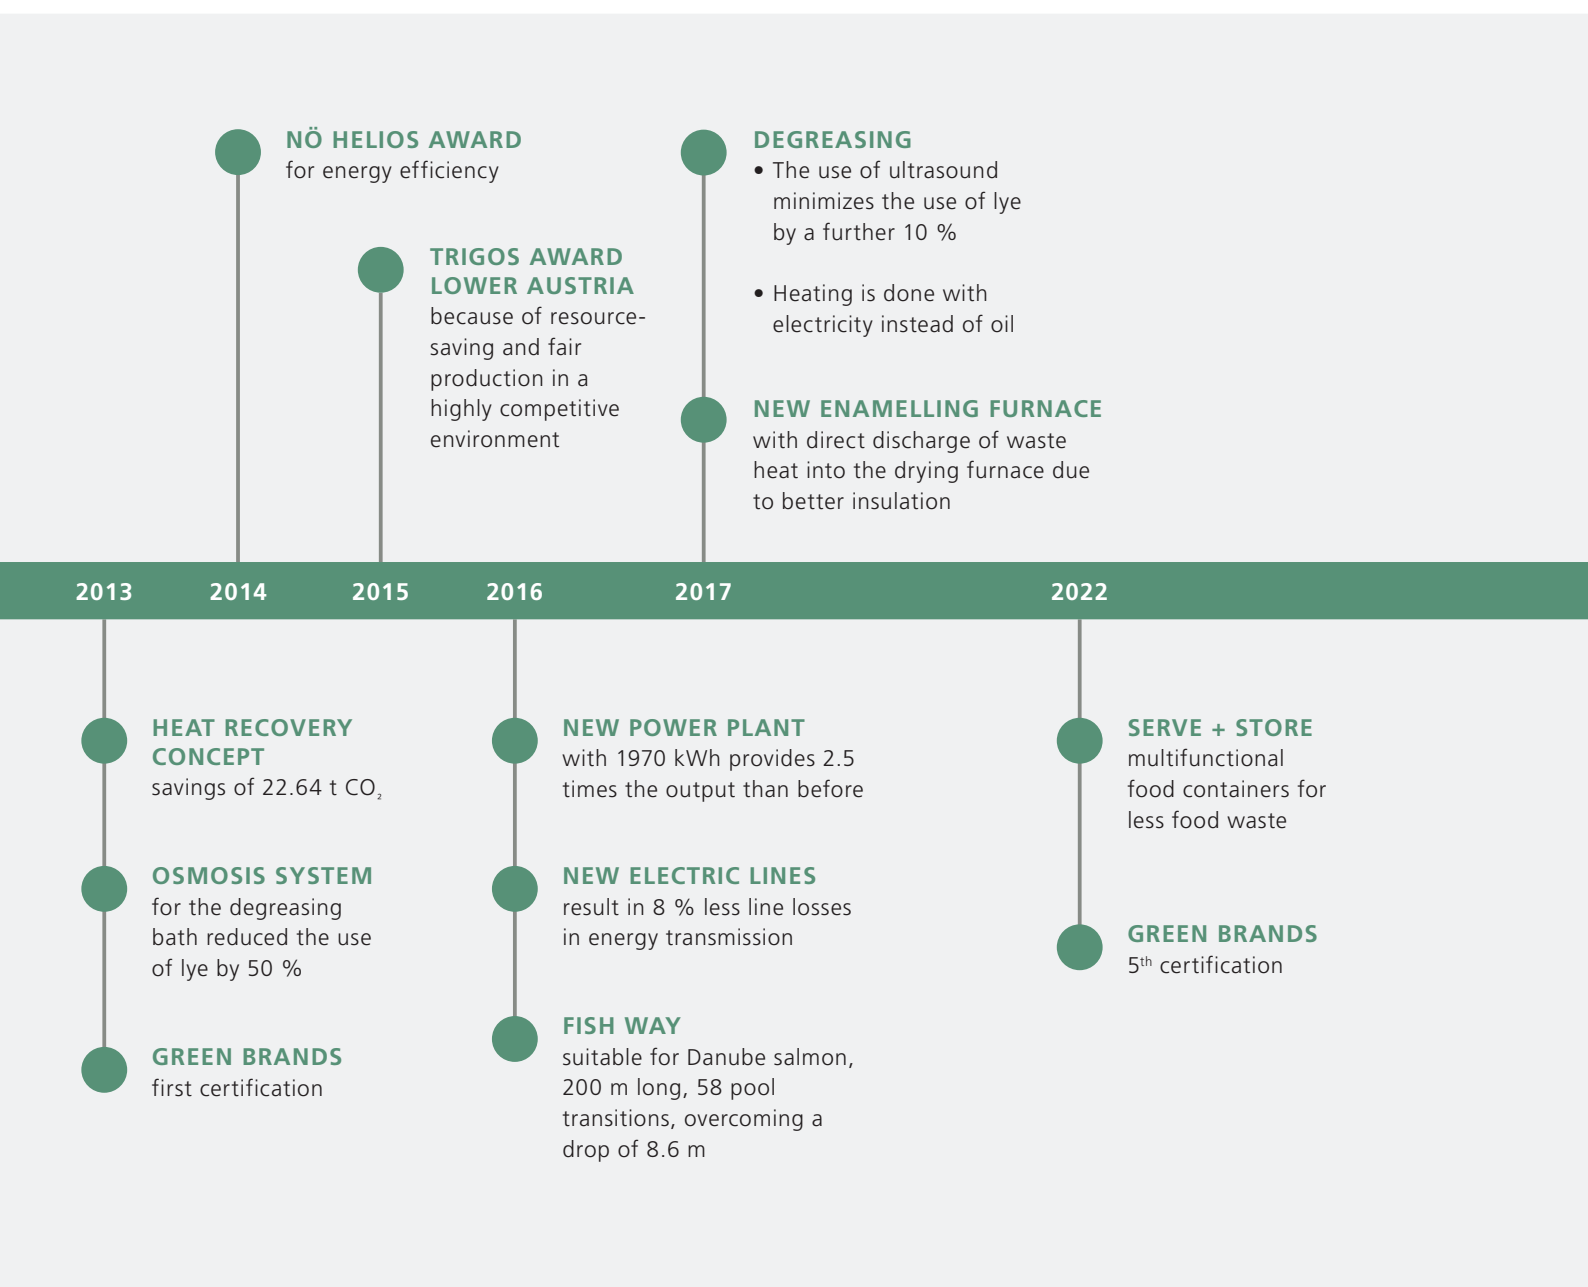 NÖ HELIOS AWARD
for energy efficiency
TRIGOS AWARD
LOWER AUSTRIA
because of resource-
saving and fair
production in a
highly competitive
environment
DEGREASING
• The use of ultrasound
minimizes the use of lye
by a further 10 %
• Heating is done with
electricity instead of oil
NEW ENAMELLING FURNACE
with direct discharge of waste
heat into the drying furnace due
to better insulation
2013 2014 2015 2016 2017 2022
HEAT RECOVERY
CONCEPT
savings of 22.64 t CO₂
OSMOSIS SYSTEM
for the degreasing
bath reduced the use
of lye by 50 %
GREEN BRANDS
first certification
NEW POWER PLANT
with 1970 kWh provides 2.5
times the output than before
NEW ELECTRIC LINES
result in 8 % less line losses
in energy transmission
FISH WAY
suitable for Danube salmon,
200 m long, 58 pool
transitions, overcoming a
drop of 8.6 m
SERVE + STORE
multifunctional
food containers for
less food waste
GREEN BRANDS
5th certification